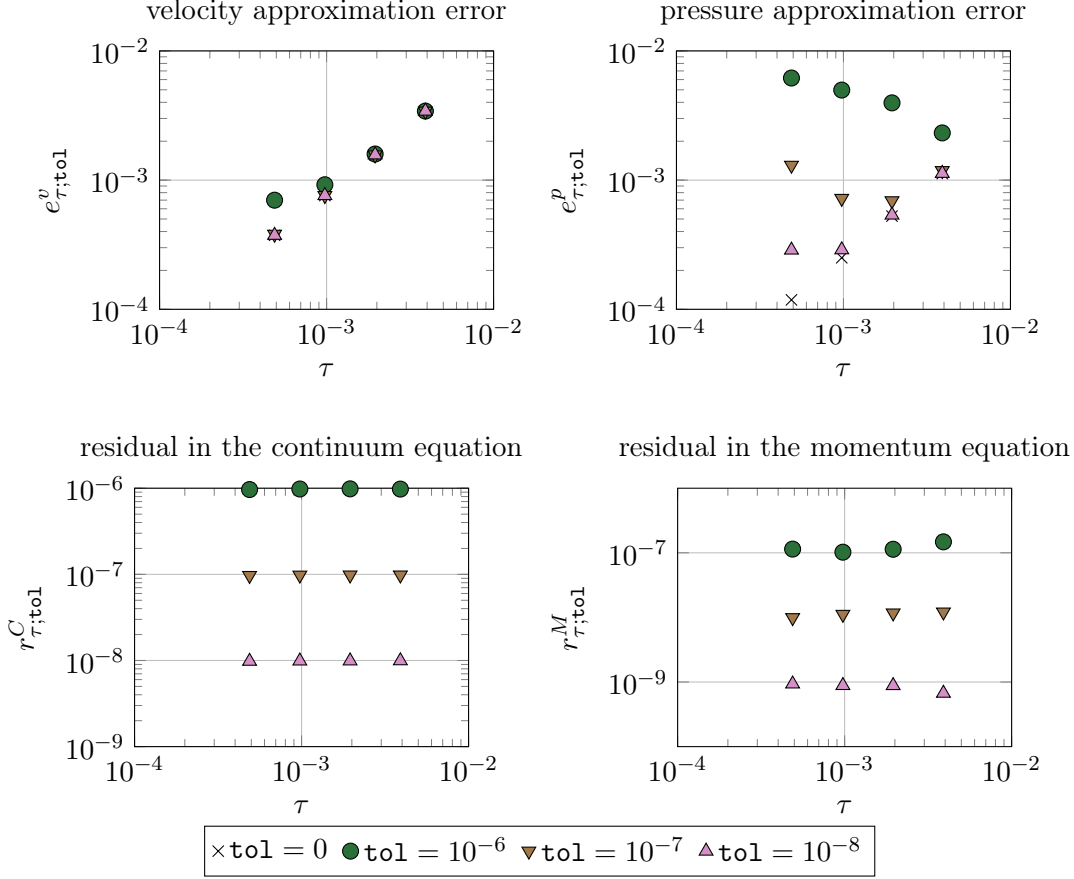 velocity approximation error
pressure approximation error
10⁻²
10⁻³
10⁻⁴
e^v_{τ;tol}
10⁻⁴ 10⁻³ 10⁻²
τ
10⁻²
10⁻³
10⁻⁴
e^p_{τ;tol}
10⁻⁴ 10⁻³ 10⁻²
τ
residual in the continuum equation
residual in the momentum equation
10⁻⁶
10⁻⁷
10⁻⁸
10⁻⁹
r^C_{τ;tol}
10⁻⁴ 10⁻³ 10⁻²
τ
10⁻⁷
10⁻⁹
r^M_{τ;tol}
10⁻⁴ 10⁻³ 10⁻²
τ
tol = 0 tol = 10⁻⁶ tol = 10⁻⁷ tol = 10⁻⁸